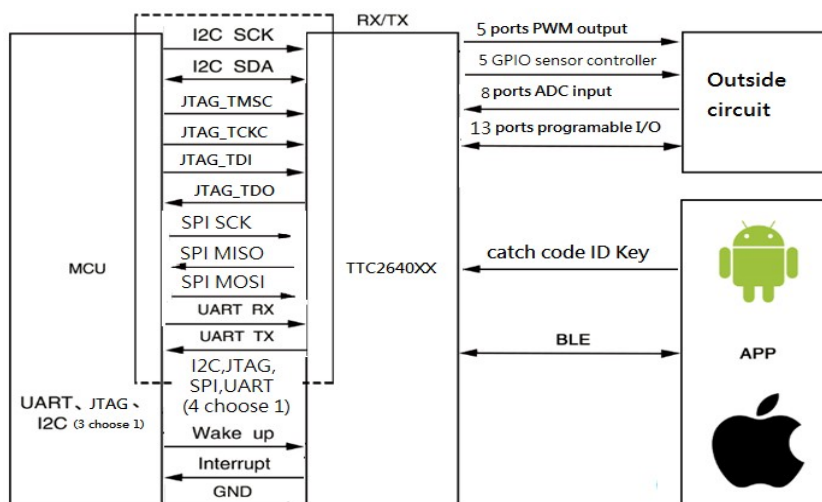 RX/TX
I2C SCK
I2C SDA
JTAG_TMSC
JTAG_TCKC
JTAG_TDI
JTAG_TDO
SPI SCK
SPI MISO
SPI MOSI
UART RX
UART TX
I2C,JTAG,
SPI,UART
(4 choose 1)
Wake up
Interrupt
GND
MCU
UART、JTAG、
I2C (3 choose 1)
TTC2640XX
5 ports PWM output
5 GPIO sensor controller
8 ports ADC input
13 ports programable I/O
Outside
circuit
catch code ID Key
BLE
APP